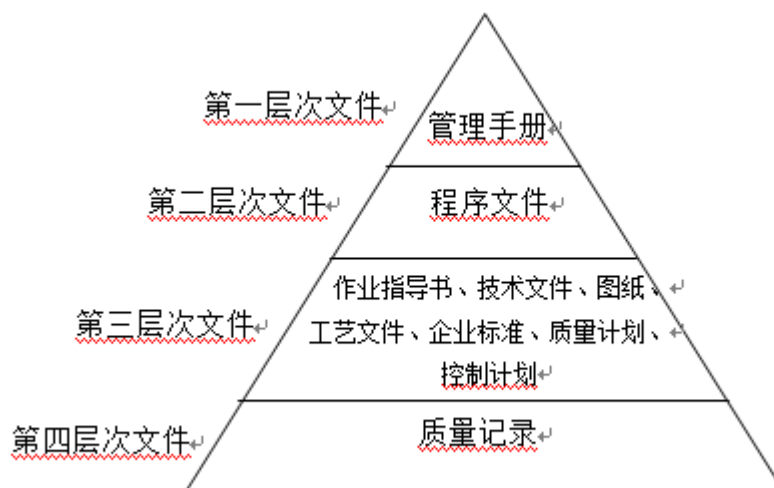 第一层次文件
管理手册
第二层次文件
程序文件
作业指导书、技术文件、图纸、
第三层次文件
工艺文件、企业标准、质量计划、
控制计划
第四层次文件
质量记录